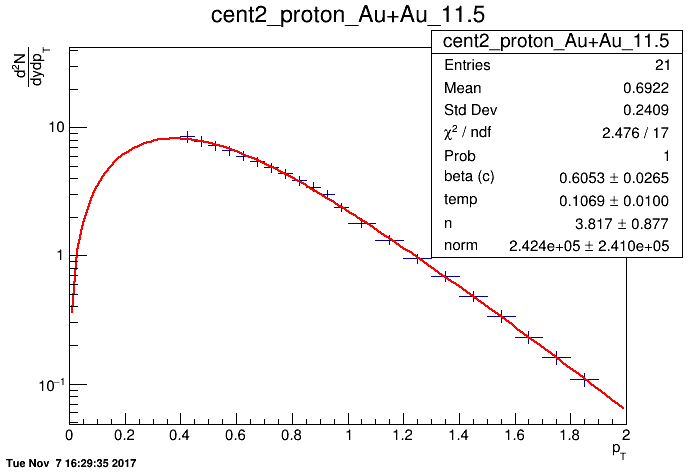 cent2_proton_Au+Au_11.5
cent2_proton_Au+Au_11.5
Entries 21
Mean 0.6922
Std Dev 0.2409
χ² / ndf 2.476 / 17
Prob 1
beta (c) 0.6053 ± 0.0265
temp 0.1069 ± 0.0100
n 3.817 ± 0.877
norm 2.424e+05 ± 2.410e+05
d²N
dydp_T
10
1
10⁻¹
0 0.2 0.4 0.6 0.8 1 1.2 1.4 1.6 1.8 2
p_T
Tue Nov 7 16:29:35 2017